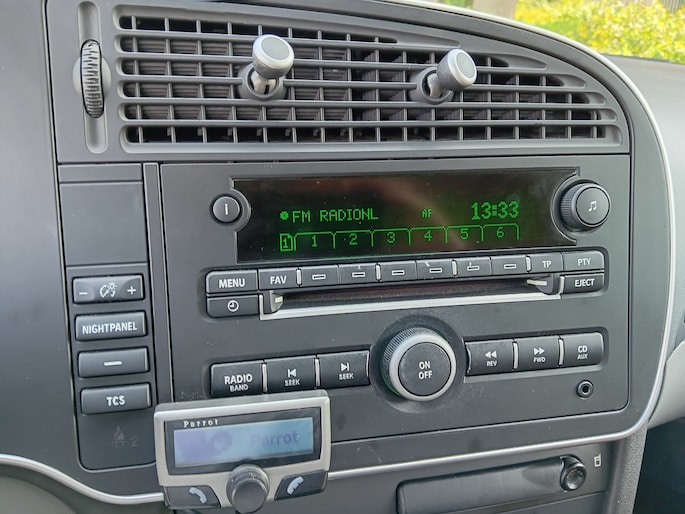 i
FM RADIONL AF 13:33
1 1 2 3 4 5 6
MENU FAV TP PTY
EJECT
NIGHTPANEL
TCS
RADIO
BAND
SEEK SEEK
ON
OFF
REV FWD
CD
AUX
Parrot
Parrot
2